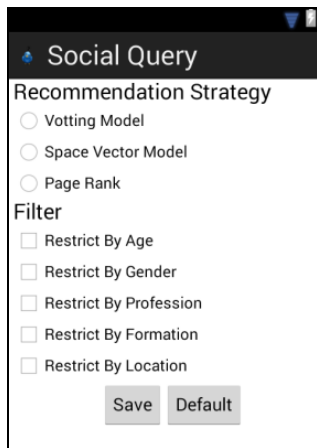 Social Query
Recommendation Strategy
Votting Model
Space Vector Model
Page Rank
Filter
Restrict By Age
Restrict By Gender
Restrict By Profession
Restrict By Formation
Restrict By Location
Save Default